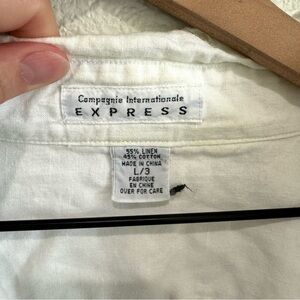 Compagnie Internationale
EXPRESS
55% LINEN
45% COTTON
MADE IN CHINA
L/3
FABRIQUE
EN CHINE
OVER FOR CARE